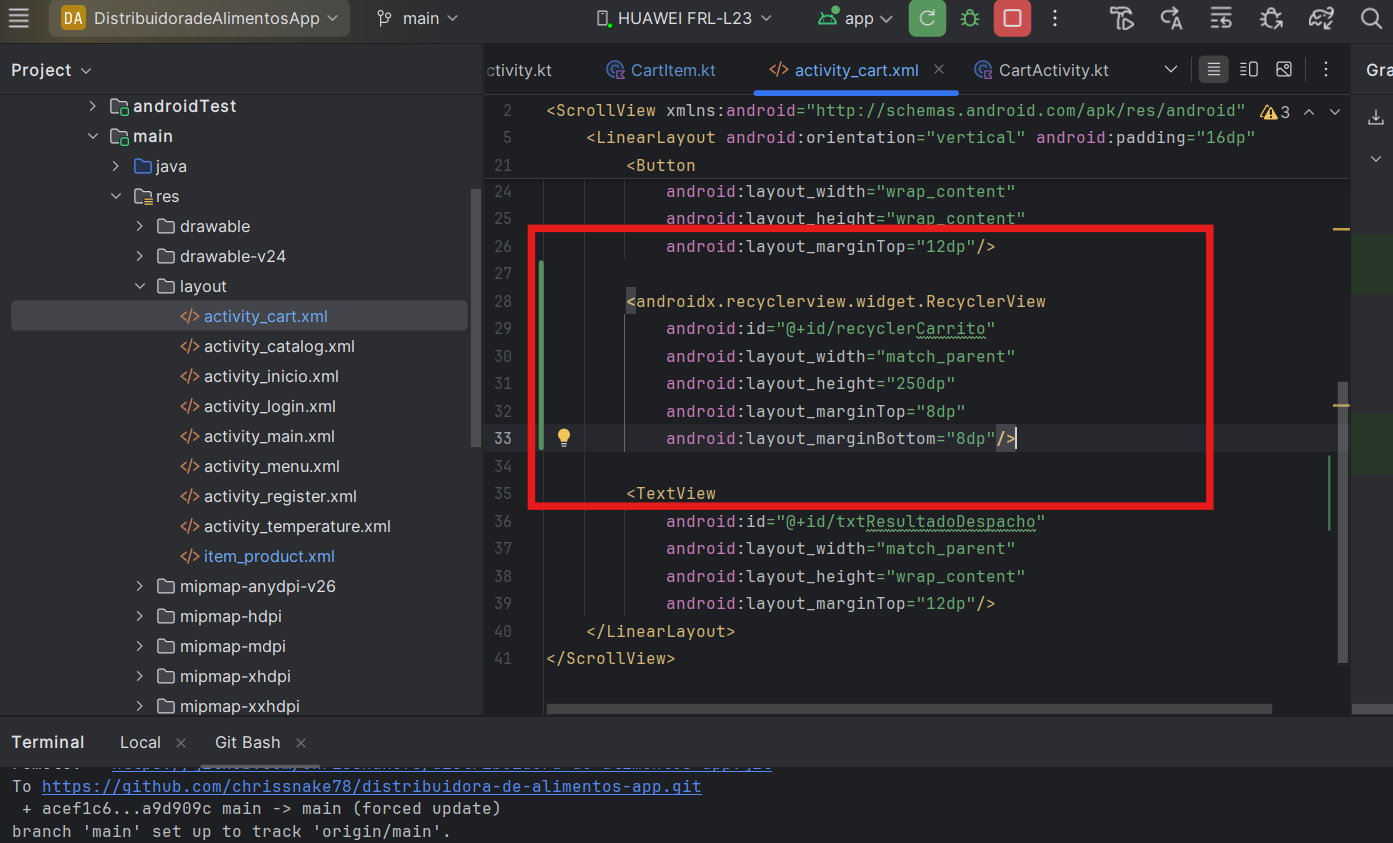 DA DistribuidoradeAlimentosApp main HUAWEI FRL-L23 app
Project
ctivity.kt CartItem.kt activity_cart.xml CartActivity.kt Gra
androidTest
main
java
res
drawable
drawable-v24
layout
activity_cart.xml
activity_catalog.xml
activity_inicio.xml
activity_login.xml
activity_main.xml
activity_menu.xml
activity_register.xml
activity_temperature.xml
item_product.xml
mipmap-anydpi-v26
mipmap-hdpi
mipmap-mdpi
mipmap-xhdpi
mipmap-xxhdpi
2 <ScrollView xmlns:android="http://schemas.android.com/apk/res/android" 3
5 <LinearLayout android:orientation="vertical" android:padding="16dp"
21 <Button
24 android:layout_width="wrap_content"
25 android:layout_height="wrap_content"
26 android:layout_marginTop="12dp"/>
27
28 <androidx.recyclerview.widget.RecyclerView
29 android:id="@+id/recyclerCarrito"
30 android:layout_width="match_parent"
31 android:layout_height="250dp"
32 android:layout_marginTop="8dp"
33 android:layout_marginBottom="8dp"/>
34
35 <TextView
36 android:id="@+id/txtResultadoDespacho"
37 android:layout_width="match_parent"
38 android:layout_height="wrap_content"
39 android:layout_marginTop="12dp"/>
40 </LinearLayout>
41 </ScrollView>
Terminal Local Git Bash
To https://github.com/chrissnake78/distribuidora-de-alimentos-app.git
+ acef1c6...a9d909c main -> main (forced update)
branch 'main' set up to track 'origin/main'.